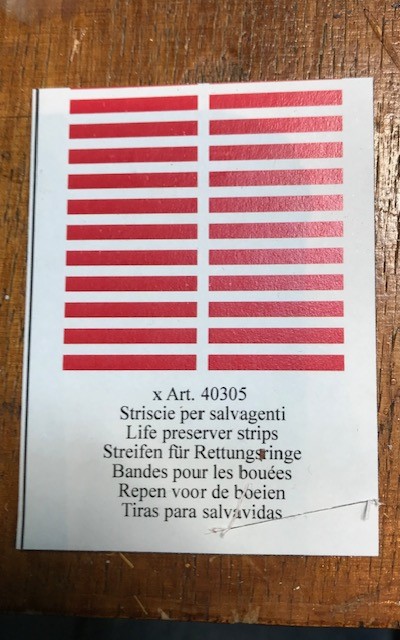 x Art. 40305
Striscie per salvagenti
Life preserver strips
Streifen für Rettungsringe
Bandes pour les bouées
Repen voor de boeien
Tiras para salvavidas